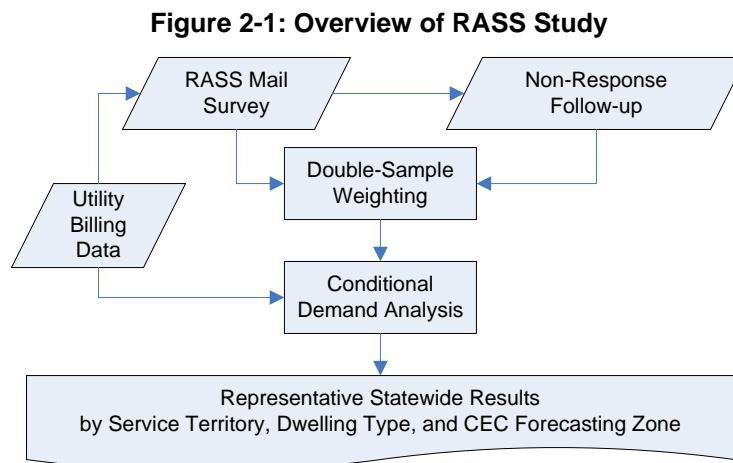 Figure 2-1: Overview of RASS Study
RASS Mail
Survey
Non-Response
Follow-up
Double-Sample
Weighting
Utility
Billing
Data
Conditional
Demand Analysis
Representative Statewide Results
by Service Territory, Dwelling Type, and CEC Forecasting Zone